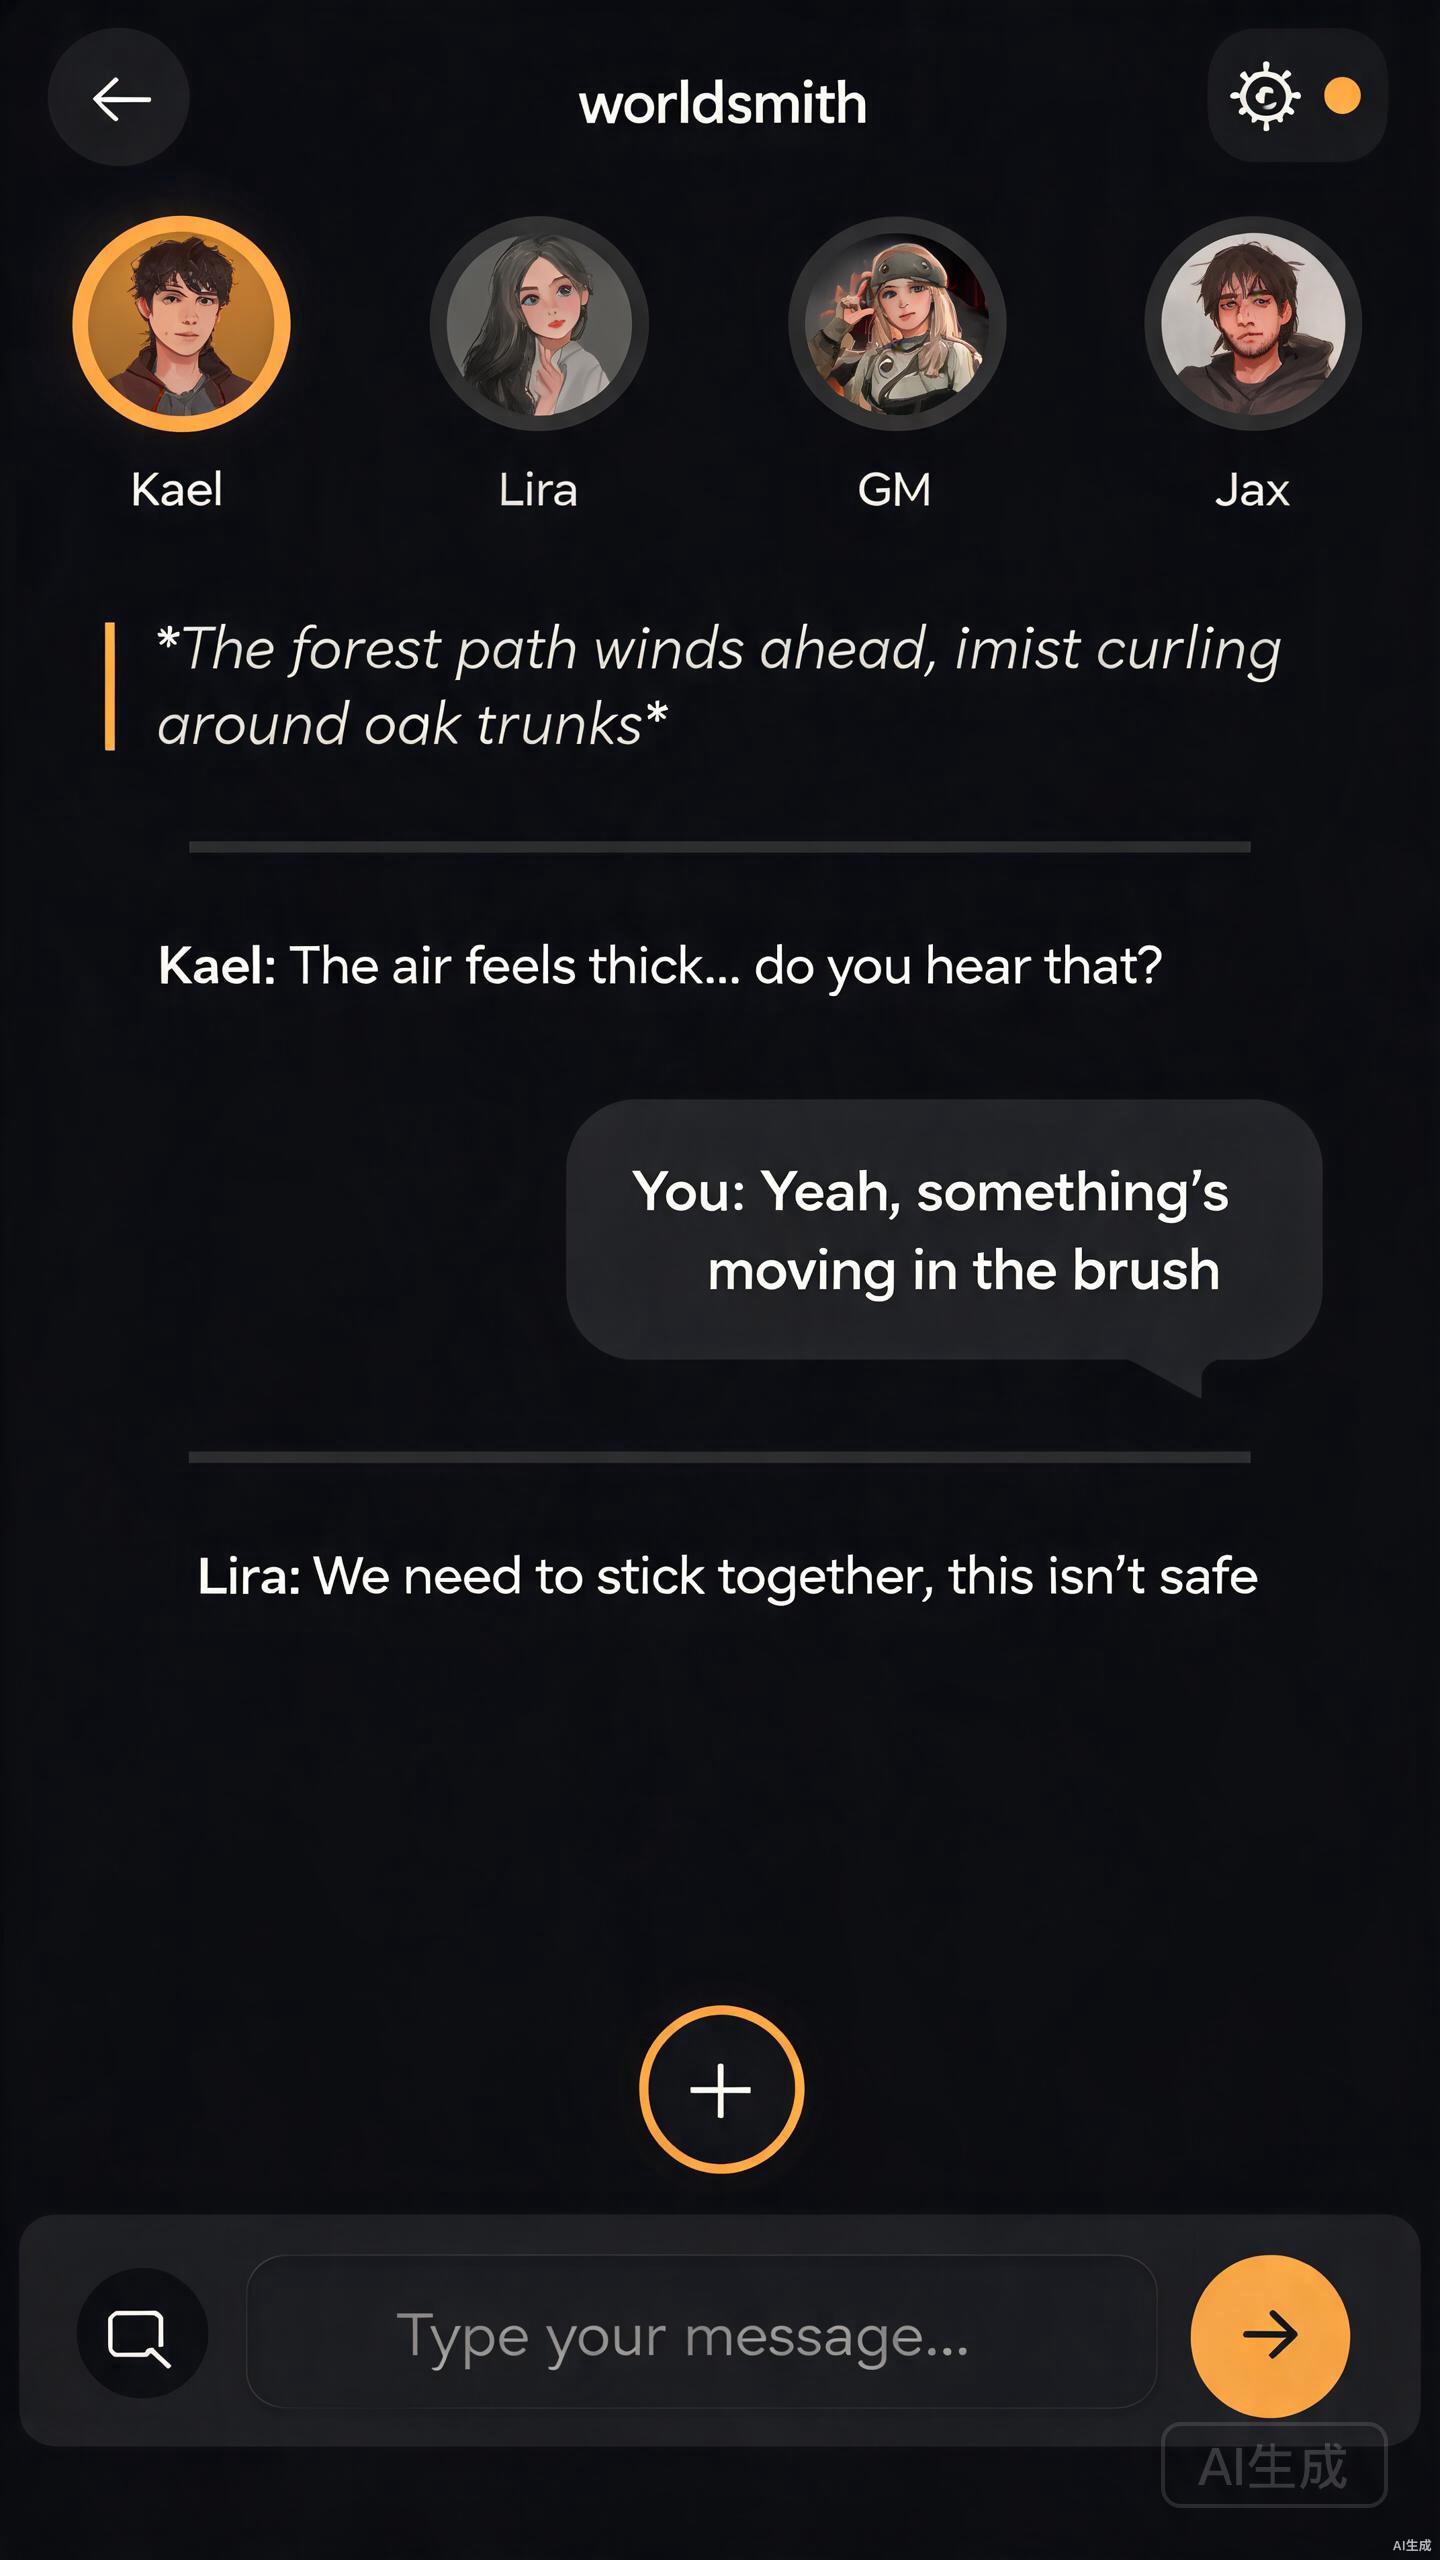 worldsmith
Kael
Lira
GM
Jax
*The forest path winds ahead, imist curling
around oak trunks*
Kael: The air feels thick... do you hear that?
You: Yeah, something’s
moving in the brush
Lira: We need to stick together, this isn’t safe
Type your message...
AI生成
AI生成